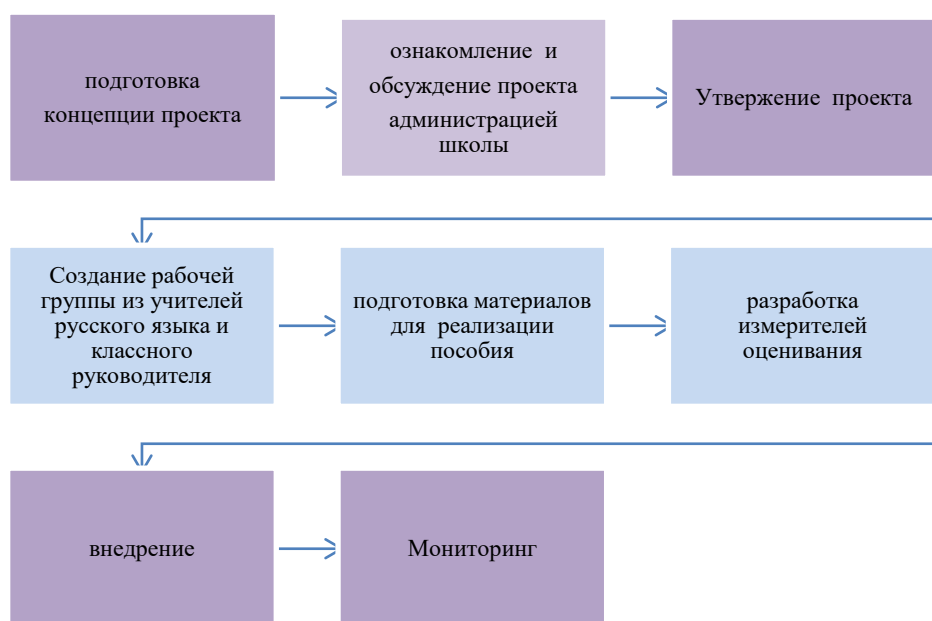 подготовка
концепции проекта
ознакомление и
обсуждение проекта
администрацией
школы
Утвержение проекта
Создание рабочей
группы из учителей
русского языка и
классного
руководителя
подготовка материалов
для реализации
пособия
разработка
измерителей
оценивания
внедрение
Мониторинг